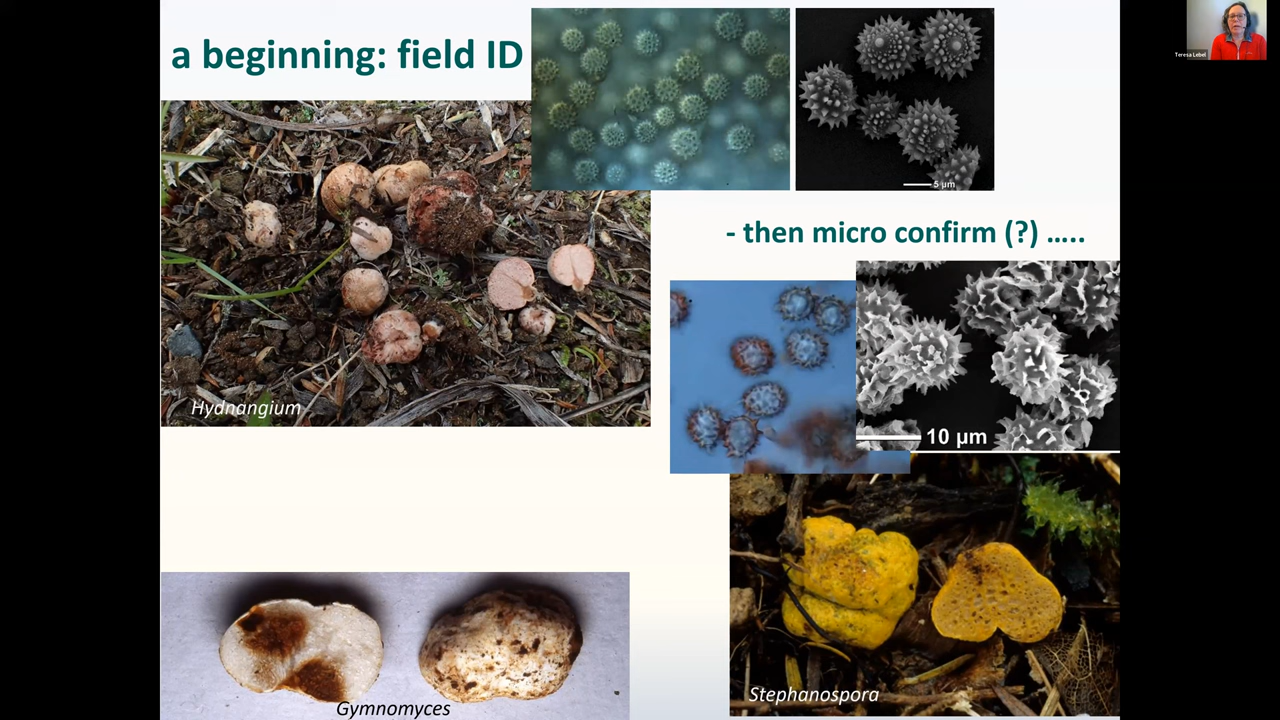 a beginning: field ID
5 µm
Teresa Lebel
- then micro confirm (?) …..
Hydnangium
10 µm
Stephanospora
Gymnomyces